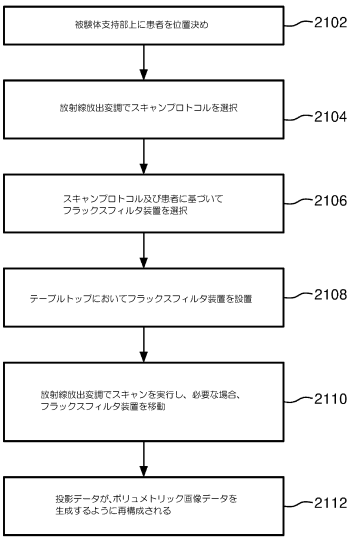 被験体支持部上に患者を位置決め
2102
放射線放出変調でスキャンプロトコルを選択
2104
スキャンプロトコル及び患者に基づいて
フラックスフィルタ装置を選択
2106
テーブルトップにおいてフラックスフィルタ装置を設置
2108
放射線放出変調でスキャンを実行し、必要な場合、
フラックスフィルタ装置を移動
2110
投影データが、ボリュメトリック画像データを
生成するように再構成される
2112